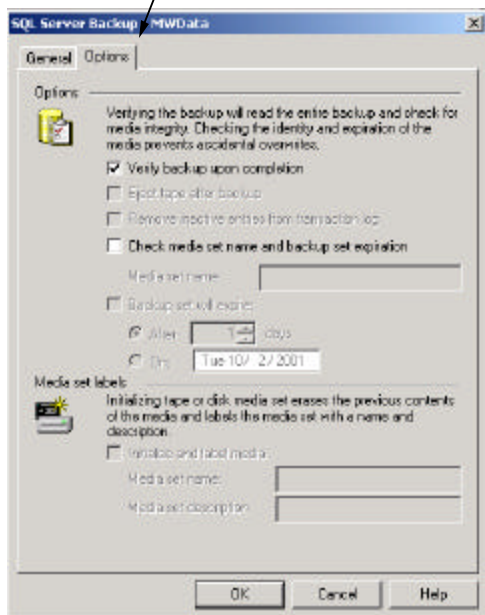 SQL Server Backup - MWData
General
Options
Options
Verifying the backup will read the entire backup and check for
media integrity. Checking the identity and expiration of the
media prevents accidental overwrites.
Verify backup upon completion
Eject tape after backup
Remove inactive entries from transaction log
Check media set name and backup set expiration
Media set name:
Backup set will expire:
After 1 days
On: Tue 10/ 2/2001
Media set labels
Initializing tape or disk media set erases the previous contents
of the media and labels the media set with a name and
description.
Initialize and label media:
Media set name:
Media set description:
OK
Cancel
Help